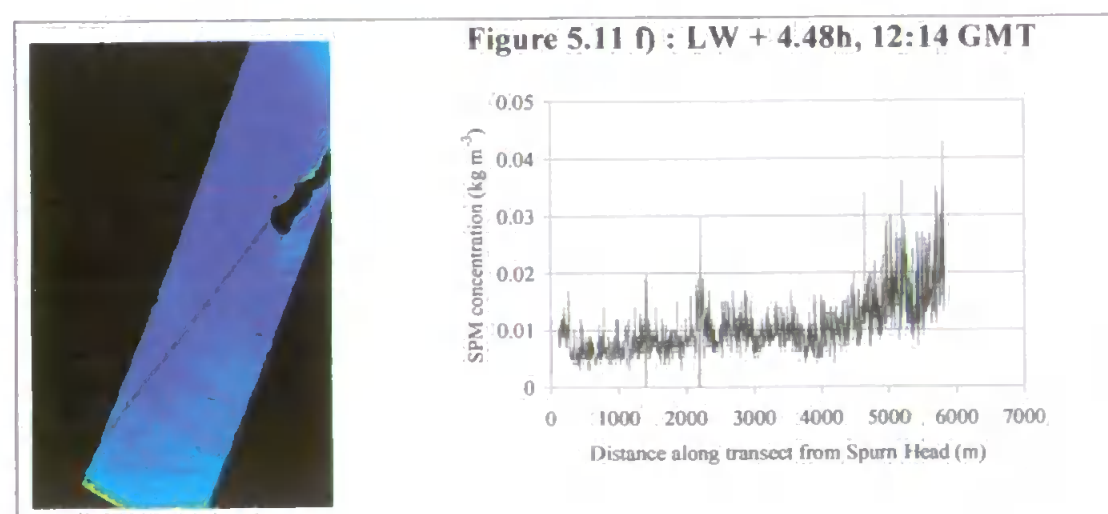 Figure 5.11 f) : LW + 4.48h, 12:14 GMT
0.05
0.04
0.03
0.02
0.01
0
SPM concentration (kg m⁻³)
0 1000 2000 3000 4000 5000 6000 7000
Distance along transect from Spurn Head (m)